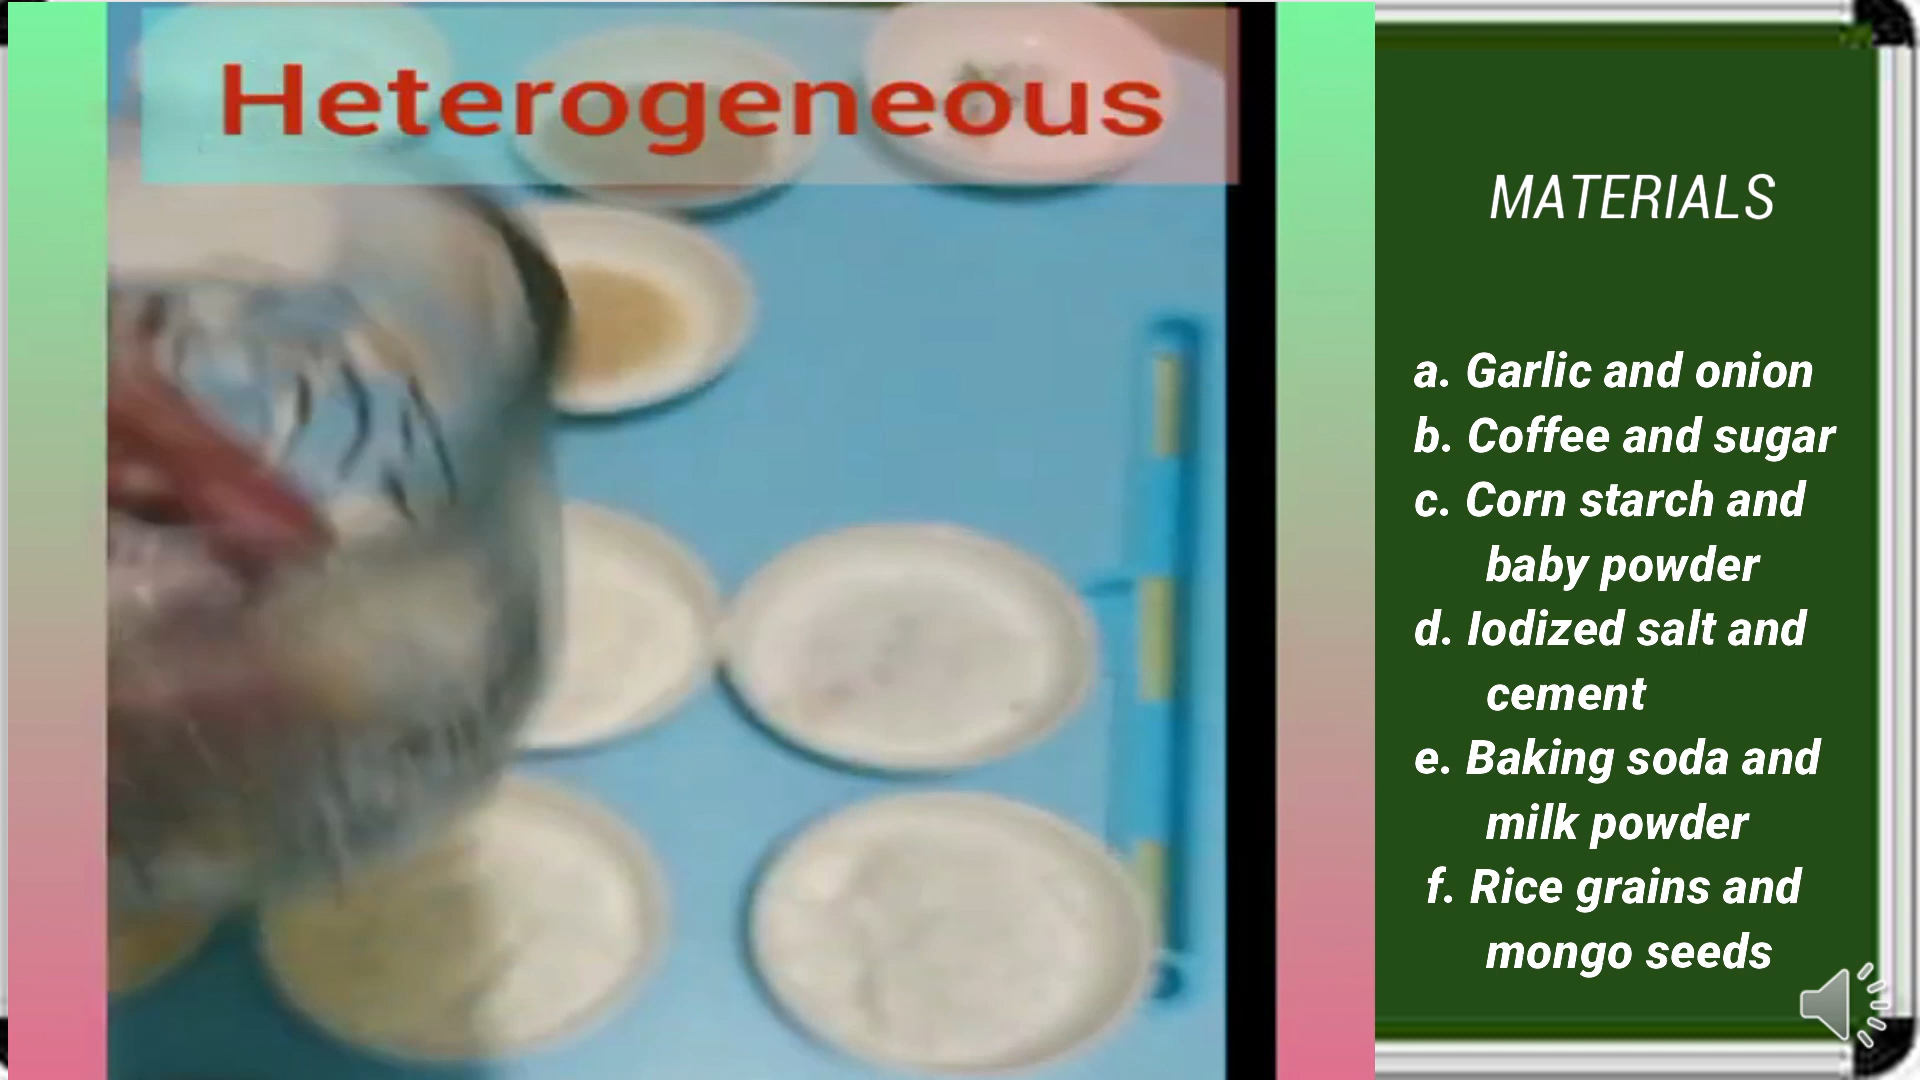 Heterogeneous
MATERIALS
a. Garlic and onion
b. Coffee and sugar
c. Corn starch and
baby powder
d. Iodized salt and
cement
e. Baking soda and
milk powder
f. Rice grains and
mongo seeds